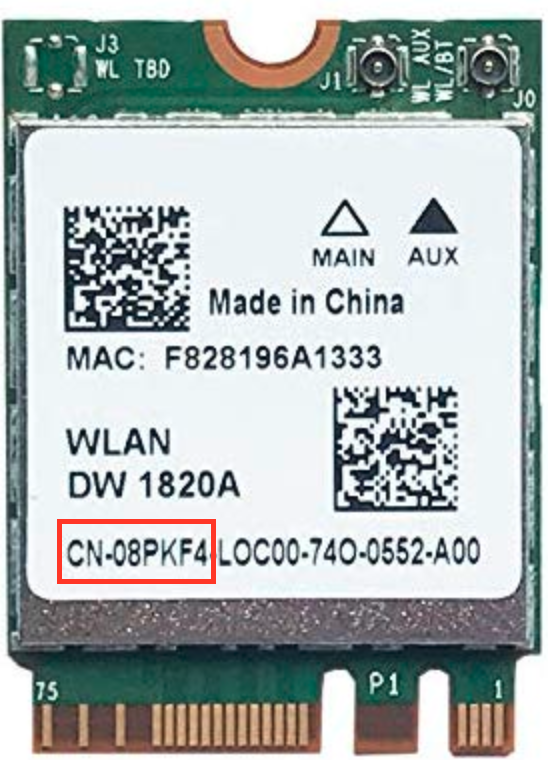 J3
WL TBD
J1
WL AUX
WL/BT
J0
MAIN AUX
Made in China
MAC: F828196A1333
WLAN
DW 1820A
CN-08PKF4-LOC00-74O-0552-A00
75
P1
1